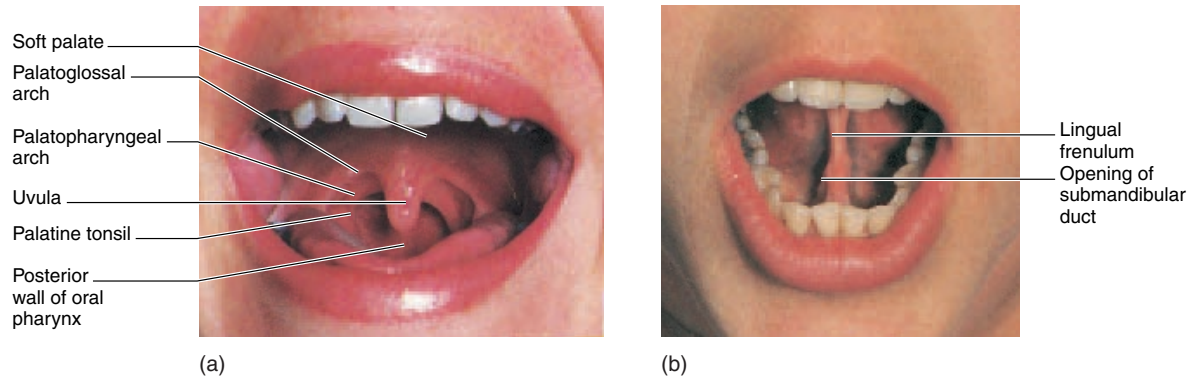 Soft palate
Palatoglossal
arch
Palatopharyngeal
arch
Uvula
Palatine tonsil
Posterior
wall of oral
pharynx
(a)
Lingual
frenulum
Opening of
submandibular
duct
(b)